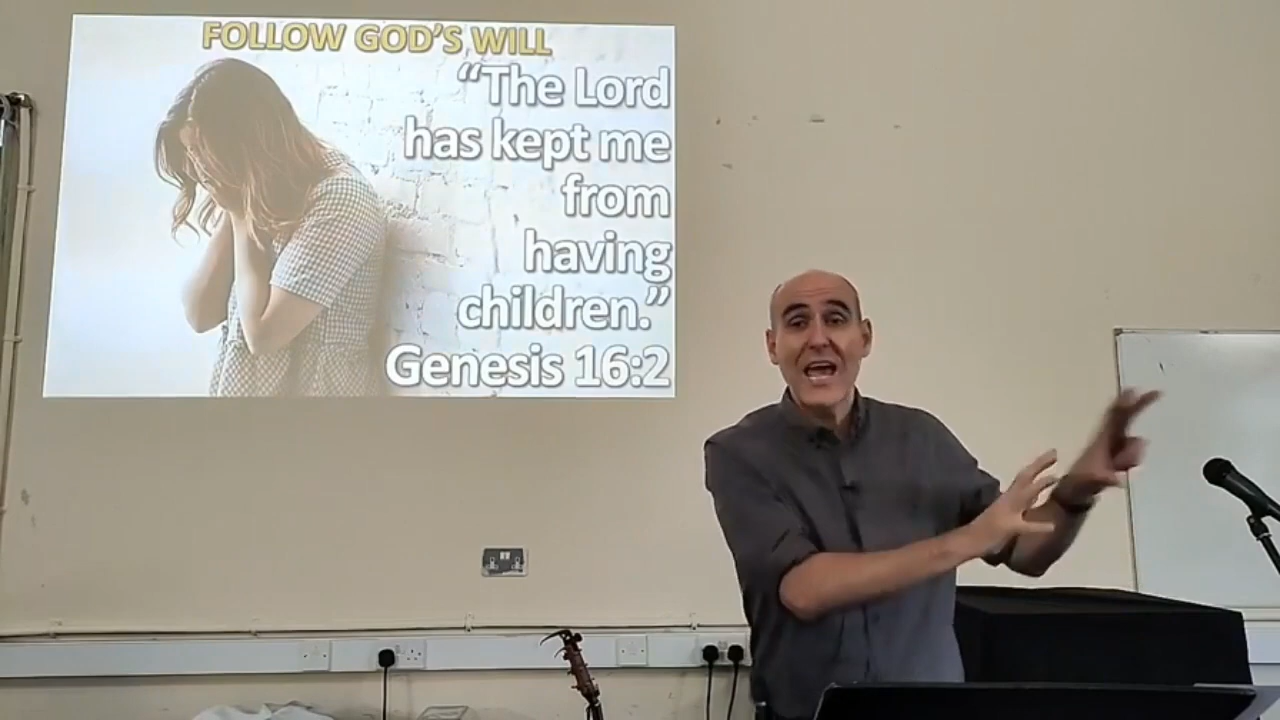 FOLLOW GOD'S WILL
“The Lord
has kept me
from
having
children.”
Genesis 16:2